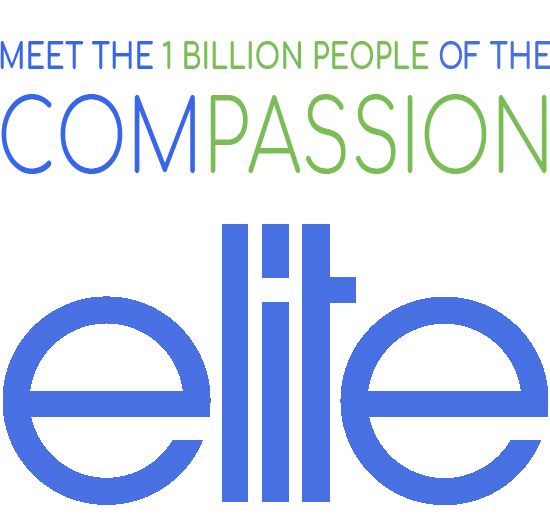 MEET THE 1 BILLION PEOPLE OF THE
COMPASSION
elite